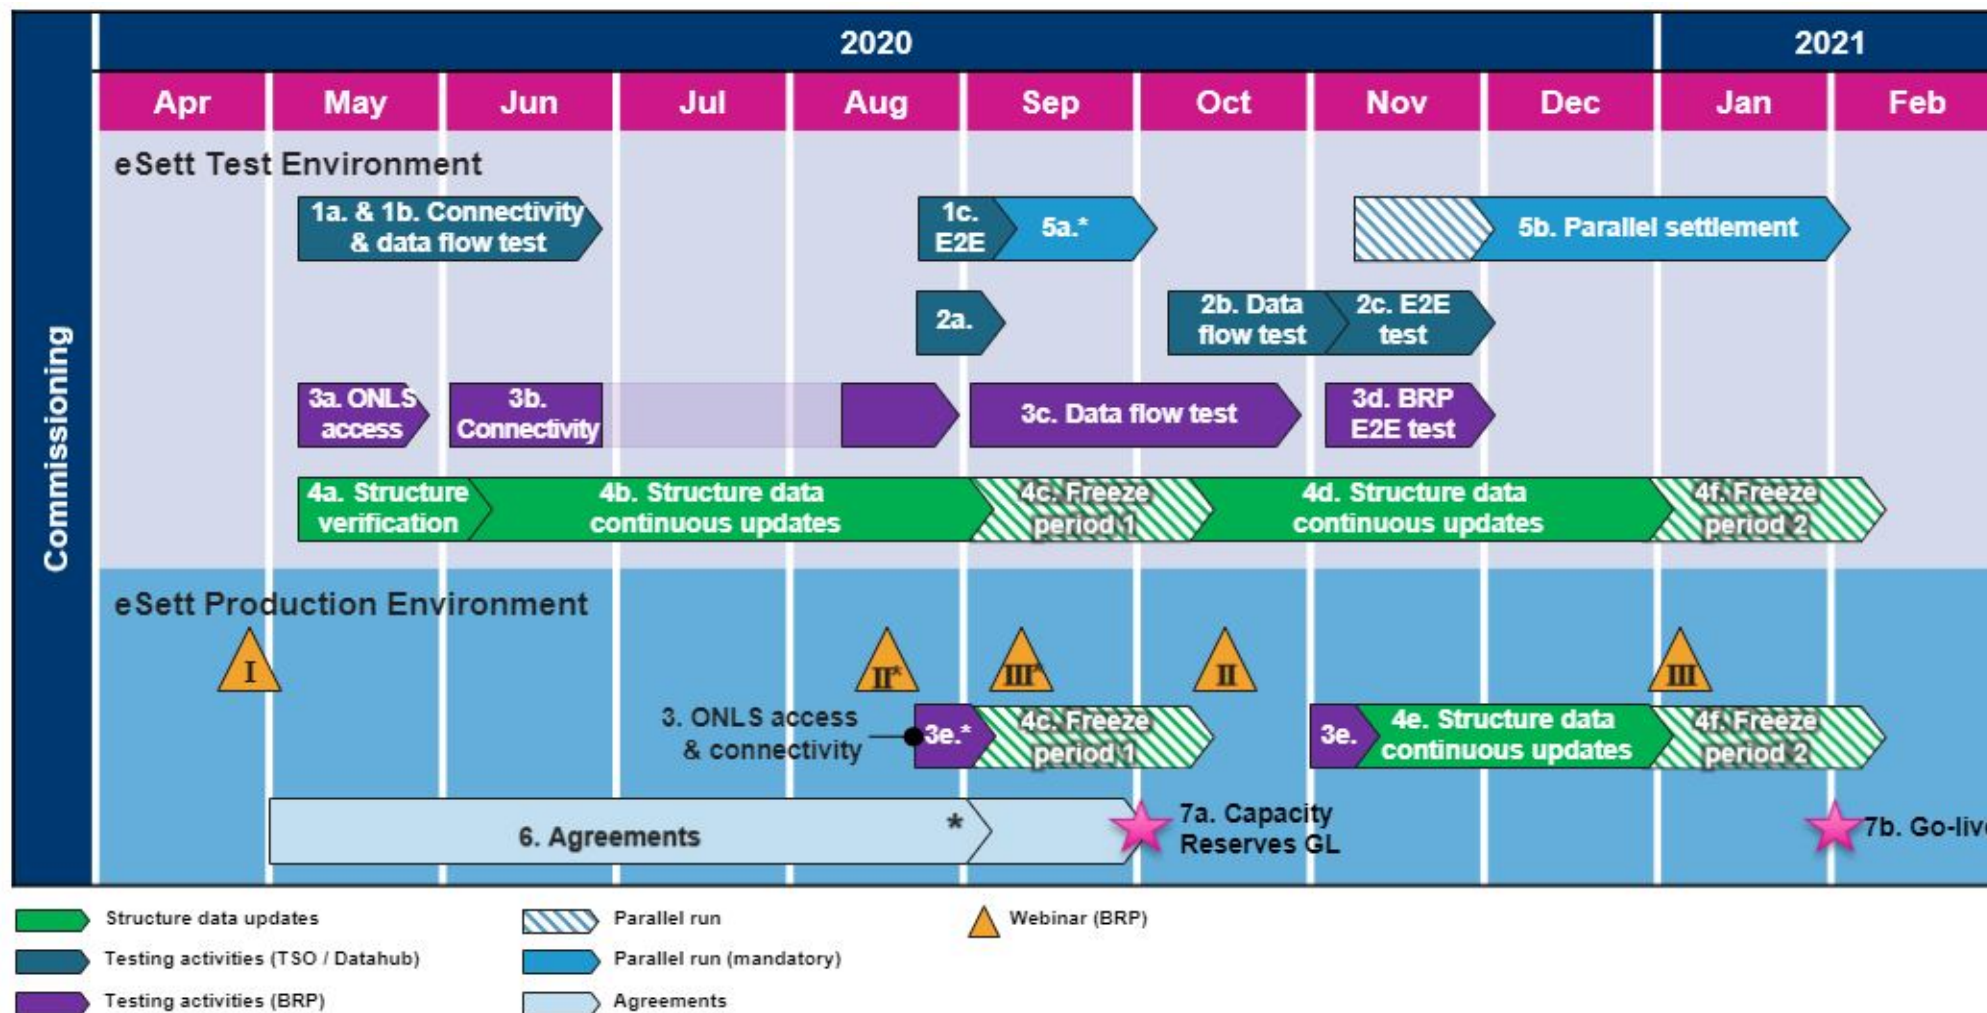 2020
2021
Apr
May
Jun
Jul
Aug
Sep
Oct
Nov
Dec
Jan
Feb
Commissioning
eSett Test Environment
1a. & 1b. Connectivity
& data flow test
1c.
E2E
5a.*
5b. Parallel settlement
2a.
2b. Data
flow test
2c. E2E
test
3a. ONLS
access
3b.
Connectivity
3c. Data flow test
3d. BRP
E2E test
4a. Structure
verification
4b. Structure data
continuous updates
4c. Freeze
period 1
4d. Structure data
continuous updates
4f. Freeze
period 2
eSett Production Environment
I
II*
III*
II
III
3. ONLS access
& connectivity
3e.*
4c. Freeze
period 1
3e.
4e. Structure data
continuous updates
4f. Freeze
period 2
6. Agreements
*
7a. Capacity
Reserves GL
7b. Go-live
Structure data updates
Testing activities (TSO / Datahub)
Testing activities (BRP)
Parallel run
Parallel run (mandatory)
Agreements
Webinar (BRP)